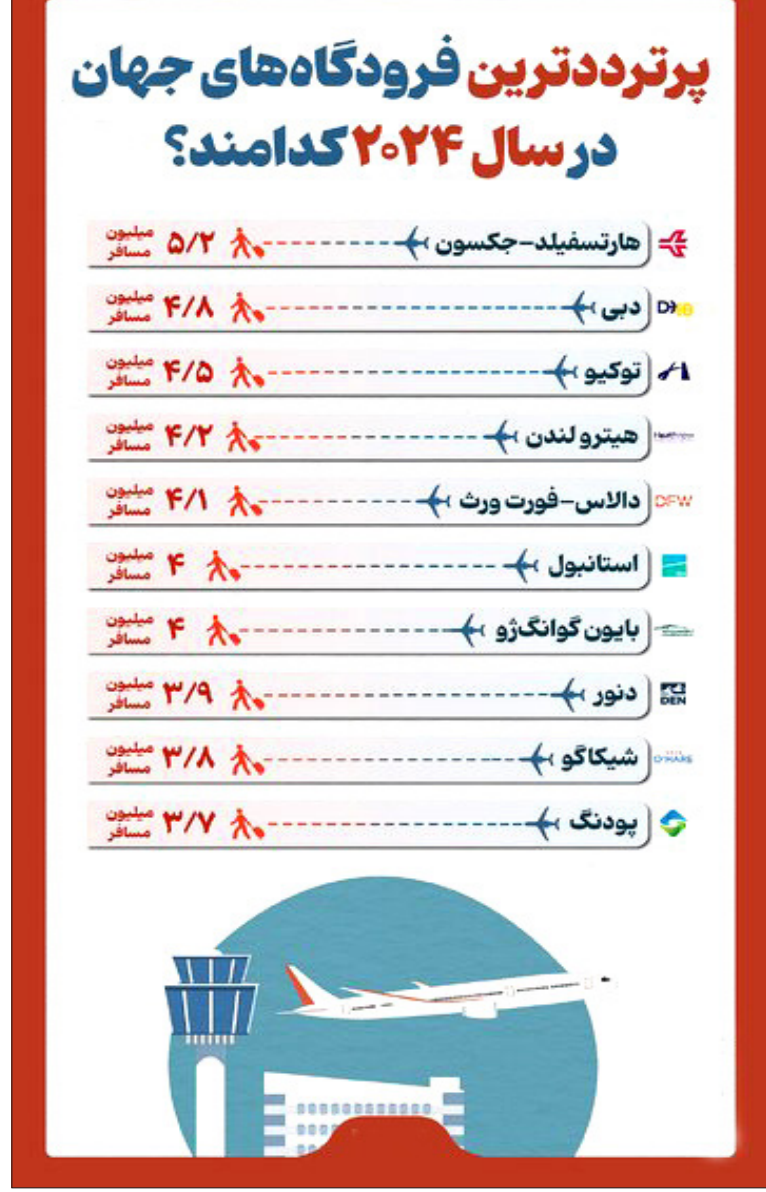 پرترددترین فرودگاه‌های جهان
در سال ۲۰۲۴ کدامند؟
هارتسفیلد-جکسون ۵/۲ میلیون مسافر
دبی ۴/۸ میلیون مسافر
توکیو ۴/۵ میلیون مسافر
هیترو لندن ۴/۲ میلیون مسافر
DFW دالاس-فورت ورث ۴/۱ میلیون مسافر
استانبول ۴ میلیون مسافر
بایون گوانگ‌ژو ۴ میلیون مسافر
DEN دنور ۳/۹ میلیون مسافر
O'HARE شیکاگو ۳/۸ میلیون مسافر
پودنگ ۳/۷ میلیون مسافر